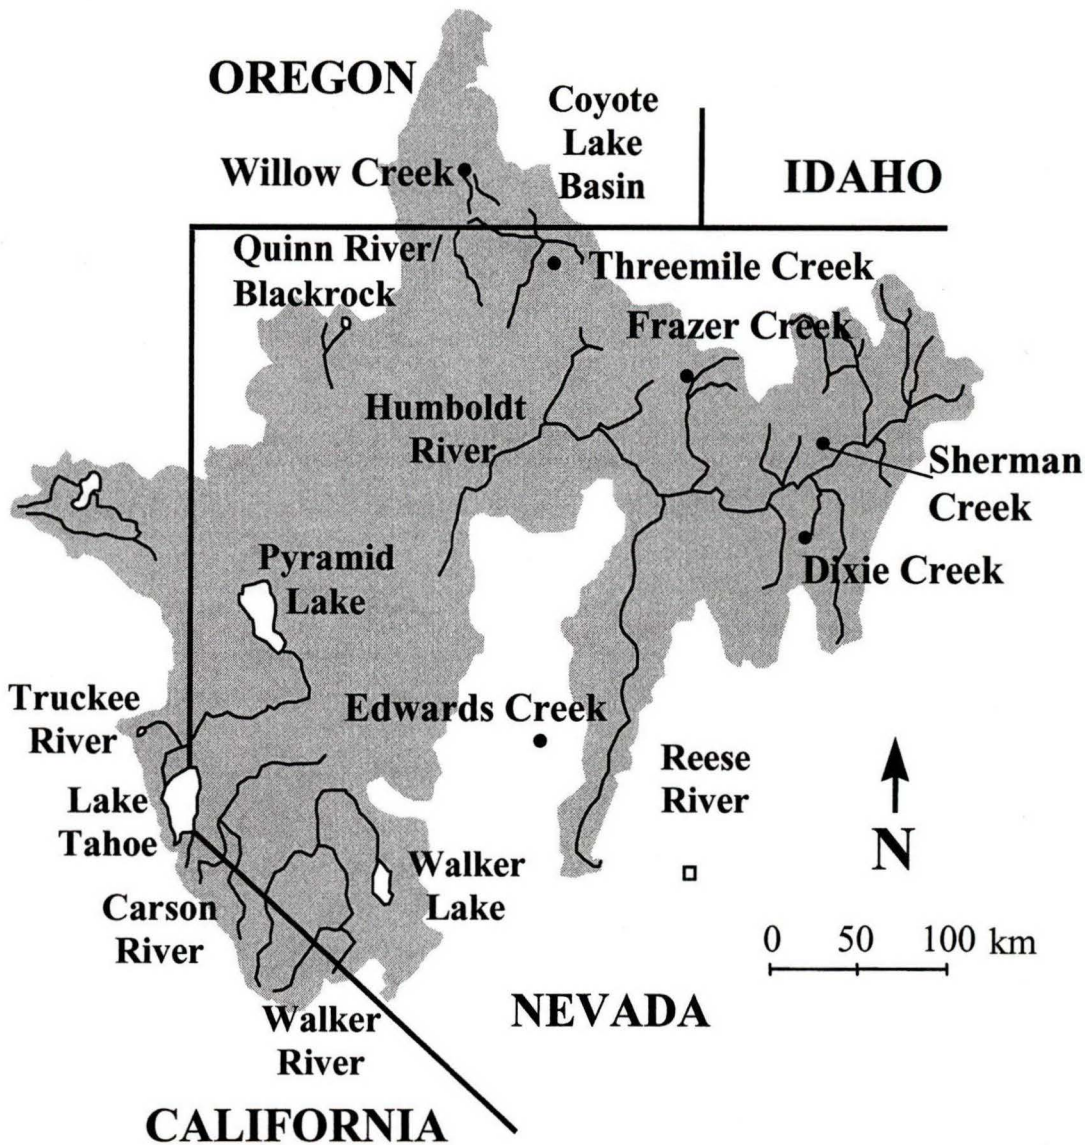 OREGON
Coyote
Lake
Basin
Willow Creek
IDAHO
Quinn River/
Blackrock
Threemile Creek
Frazer Creek
Humboldt
River
Sherman
Creek
Dixie Creek
Pyramid
Lake
Truckee
River
Edwards Creek
Reese
River
Lake
Tahoe
N
Walker
Lake
Carson
River
0 50 100 km
NEVADA
Walker
River
CALIFORNIA